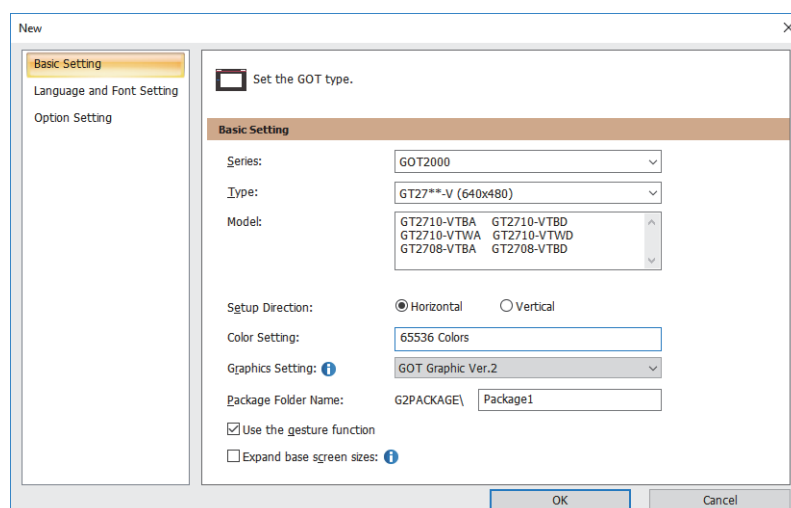 New
Basic Setting
Language and Font Setting
Option Setting
Set the GOT type.
Basic Setting
Series: GOT2000
Type: GT27**-V (640x480)
Model: GT2710-VTBA GT2710-VTBD
GT2710-VTWA GT2710-VTWD
GT2708-VTBA GT2708-VTBD
Setup Direction: Horizontal Vertical
Color Setting: 65536 Colors
Graphics Setting: GOT Graphic Ver.2
Package Folder Name: G2PACKAGE\ Package1
Use the gesture function
Expand base screen sizes:
OK Cancel